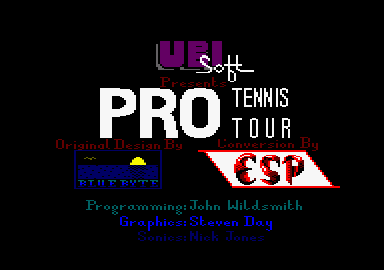 UBI
Soft
Presents
PRO TENNIS
TOUR
Original Design By
Conversion By
BLUE BYTE
ESP
Programming: John Wildsmith
Graphics: Steven Day
Sonics: Nick Jones